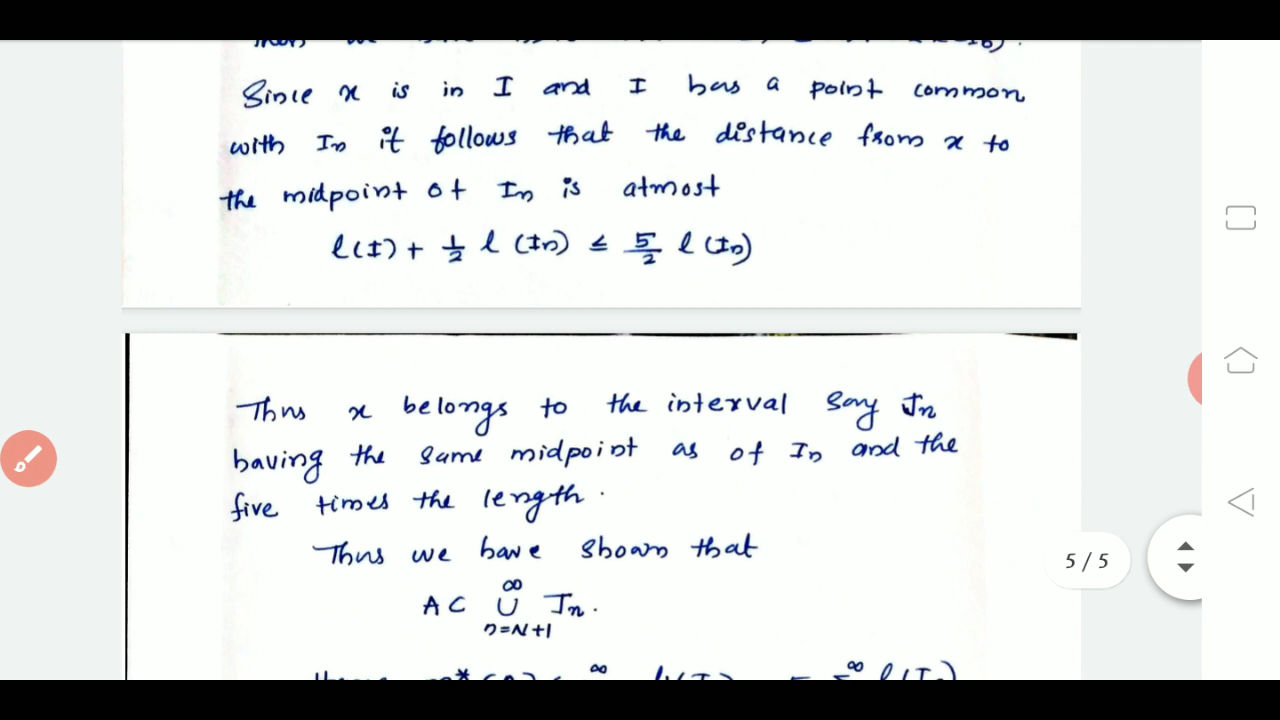 Since x is in I and I has a point common
with In it follows that the distance from x to
the midpoint of In is atmost
l(I) + 1/2 l(In) ≤ 5/2 l(In)
Thus x belongs to the interval say Jn
having the same midpoint as of In and the
five times the length.
Thus we have shown that
A ⊂ ∞ ∪ n=N+1 Jn.
5 / 5